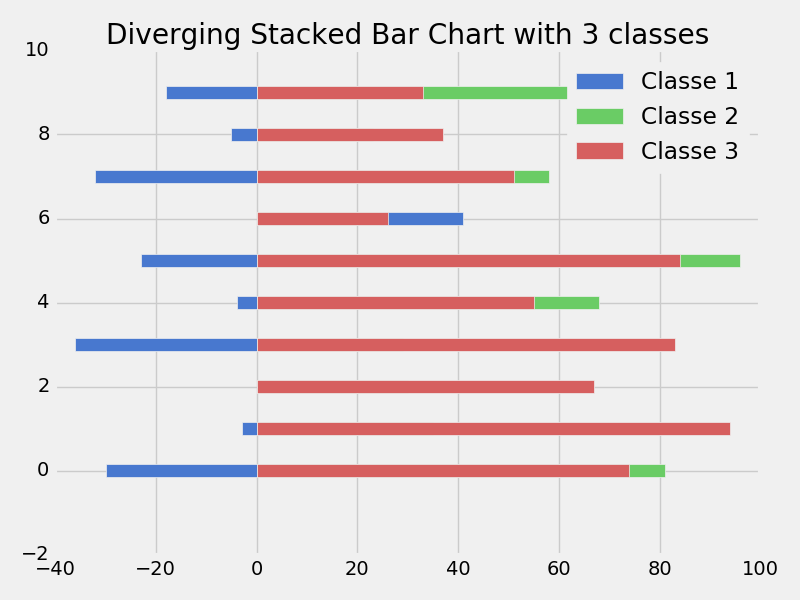 Diverging Stacked Bar Chart with 3 classes
10
Classe 1
Classe 2
8
Classe 3
6
4
2
0
−2
−40 −20 0 20 40 60 80 100